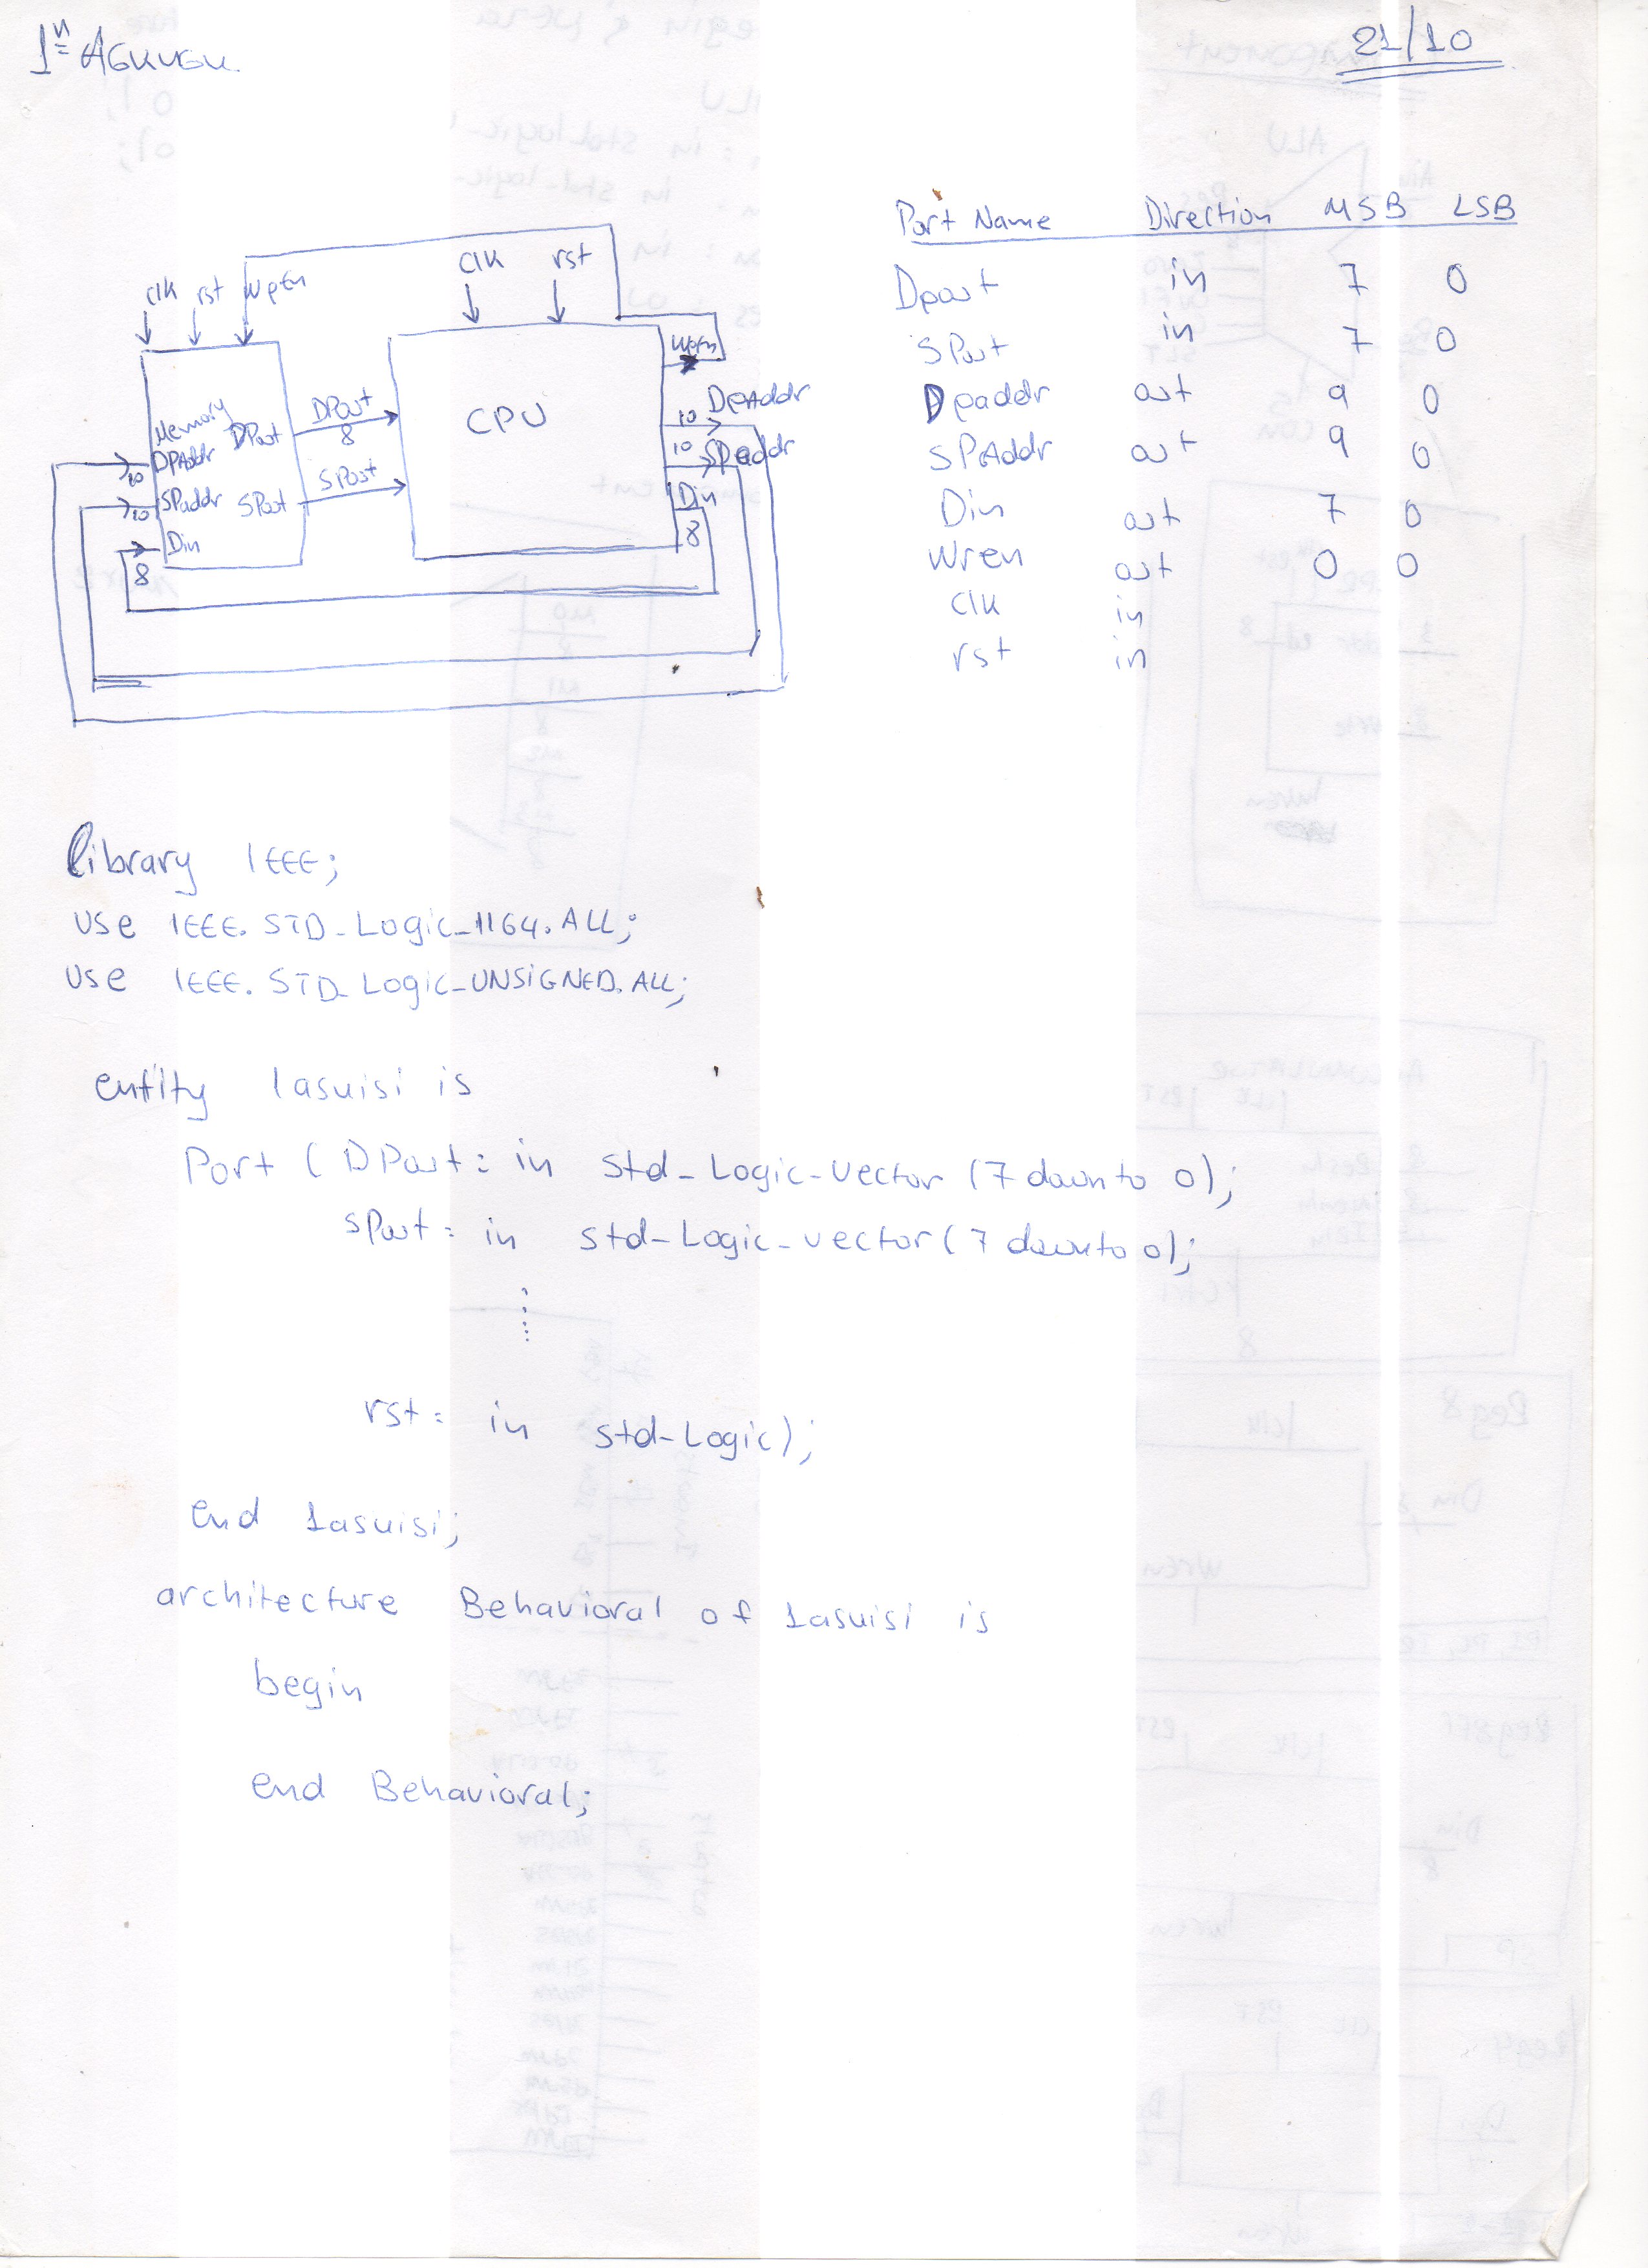 1η Άσκηση
21/10
clk rst WrEn
clk rst
Memory
DPAddr
SPaddr
Din
DPout
SPout
10
10
8
DPout
8
SPout
CPU
WrEn
DpAddr
10
SPaddr
10
Din
8
Port Name Direction MSB LSB
Dpout in 7 0
SPout in 7 0
Dpaddr out 9 0
SPAddr out 9 0
Din out 7 0
Wren out 0 0
clk in
rst in
library IEEE;
use IEEE.STD_Logic_1164.ALL;
use IEEE.STD_Logic_UNSIGNED.ALL;
entity 1askisi is
Port ( DPout : in std_Logic_Vector (7 downto 0);
SPout : in std_Logic_vector (7 downto 0);
rst : in std_Logic);
end 1askisi;
architecture Behavioral of 1askisi is
begin
end Behavioral;